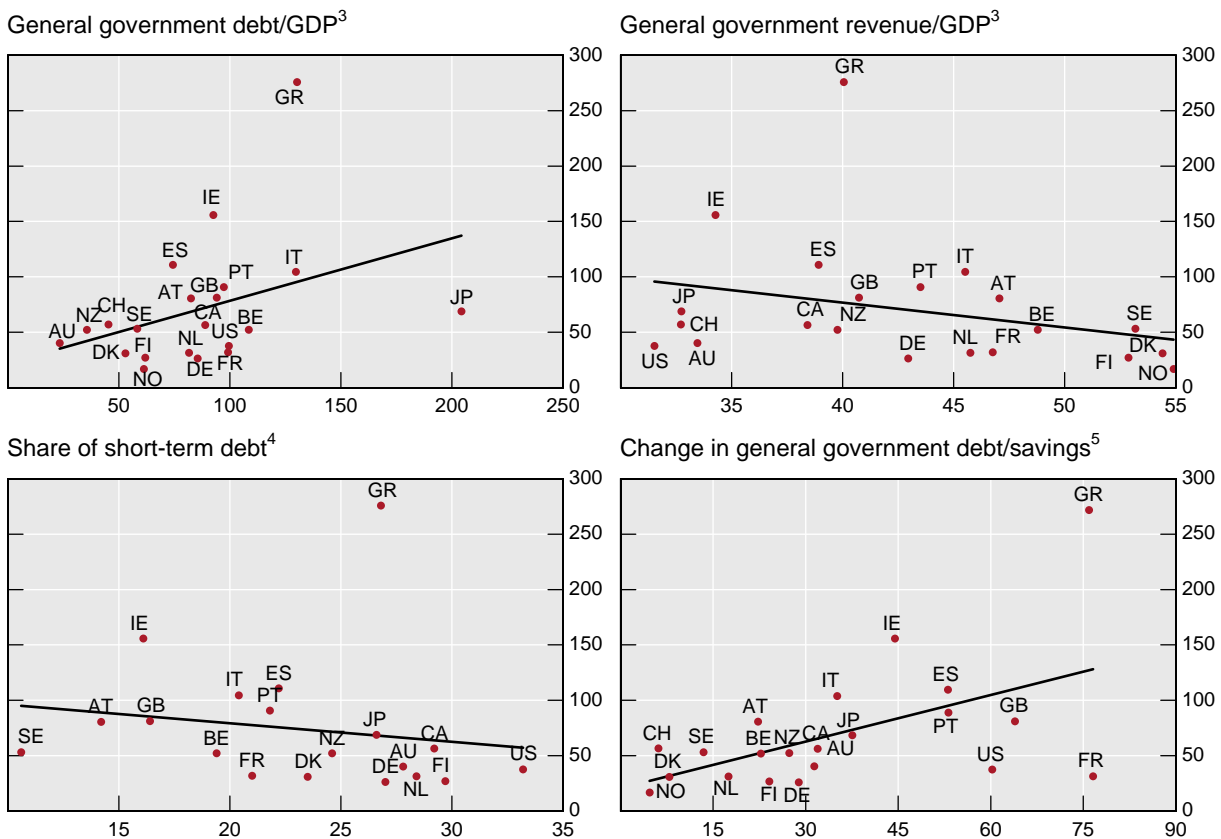 General government debt/GDP³
General government revenue/GDP³
GR
IE
ES
PT
IT
GB
AT
JP
CH
NZ
SE
CA
BE
AU
US
DK
FI
NL
DE
FR
NO
50 100 150 200 250
300
250
200
150
100
50
0
GR
IE
ES
IT
PT
GB
AT
JP
CH
CA
NZ
BE
SE
US
AU
DE
NL
FR
FI
DK
NO
35 40 45 50 55
300
250
200
150
100
50
0
Share of short-term debt⁴
Change in general government debt/savings⁵
GR
IE
IT
ES
PT
AT
GB
JP
SE
BE
NZ
CA
FR
DK
AU
FI
US
DE
NL
15 20 25 30 35
300
250
200
150
100
50
0
GR
IE
ES
IT
PT
AT
GB
JP
CH
SE
BE
NZ
CA
AU
US
DK
NO
NL
FI
DE
FR
15 30 45 60 75 90
300
250
200
150
100
50
0